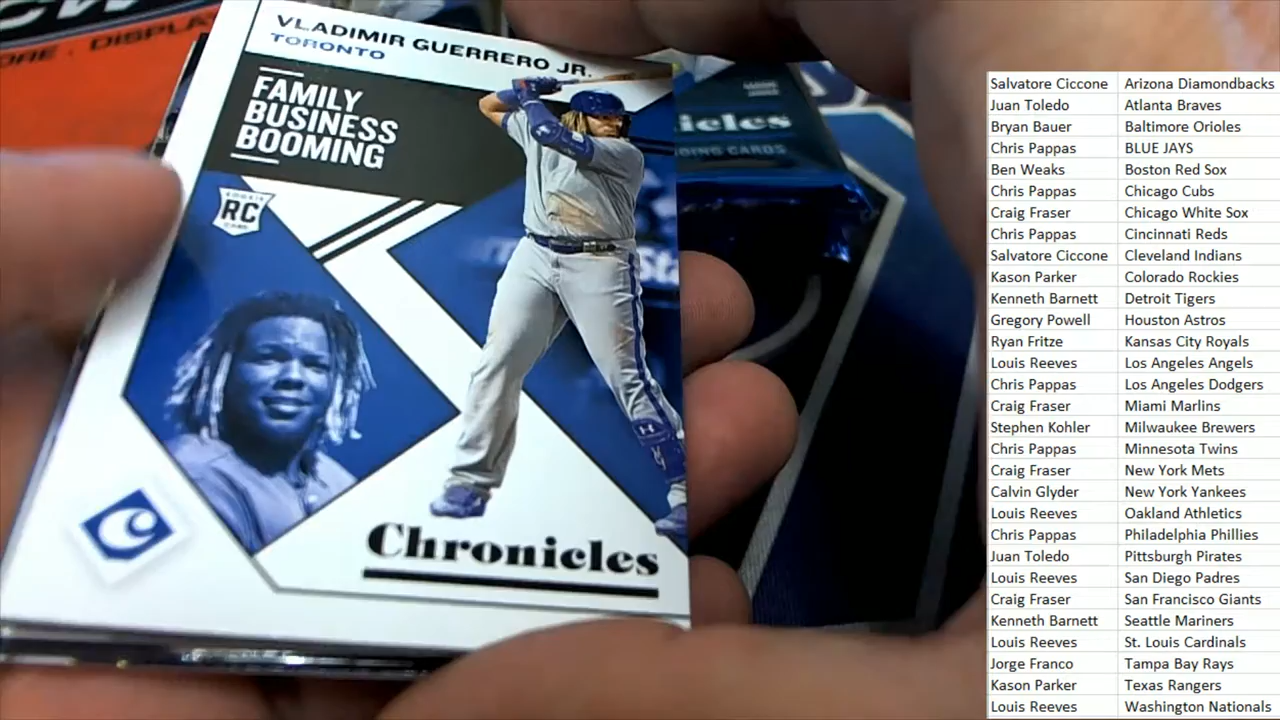 VLADIMIR GUERRERO JR.
TORONTO
FAMILY
BUSINESS
BOOMING
ROOKIE
RC
CARD
Chronicles
Salvatore Ciccone Arizona Diamondbacks
Juan Toledo Atlanta Braves
Bryan Bauer Baltimore Orioles
Chris Pappas BLUE JAYS
Ben Weaks Boston Red Sox
Chris Pappas Chicago Cubs
Craig Fraser Chicago White Sox
Chris Pappas Cincinnati Reds
Salvatore Ciccone Cleveland Indians
Kason Parker Colorado Rockies
Kenneth Barnett Detroit Tigers
Gregory Powell Houston Astros
Ryan Fritze Kansas City Royals
Louis Reeves Los Angeles Angels
Chris Pappas Los Angeles Dodgers
Craig Fraser Miami Marlins
Stephen Kohler Milwaukee Brewers
Chris Pappas Minnesota Twins
Craig Fraser New York Mets
Calvin Glyder New York Yankees
Louis Reeves Oakland Athletics
Chris Pappas Philadelphia Phillies
Juan Toledo Pittsburgh Pirates
Louis Reeves San Diego Padres
Craig Fraser San Francisco Giants
Kenneth Barnett Seattle Mariners
Louis Reeves St. Louis Cardinals
Jorge Franco Tampa Bay Rays
Kason Parker Texas Rangers
Louis Reeves Washington Nationals